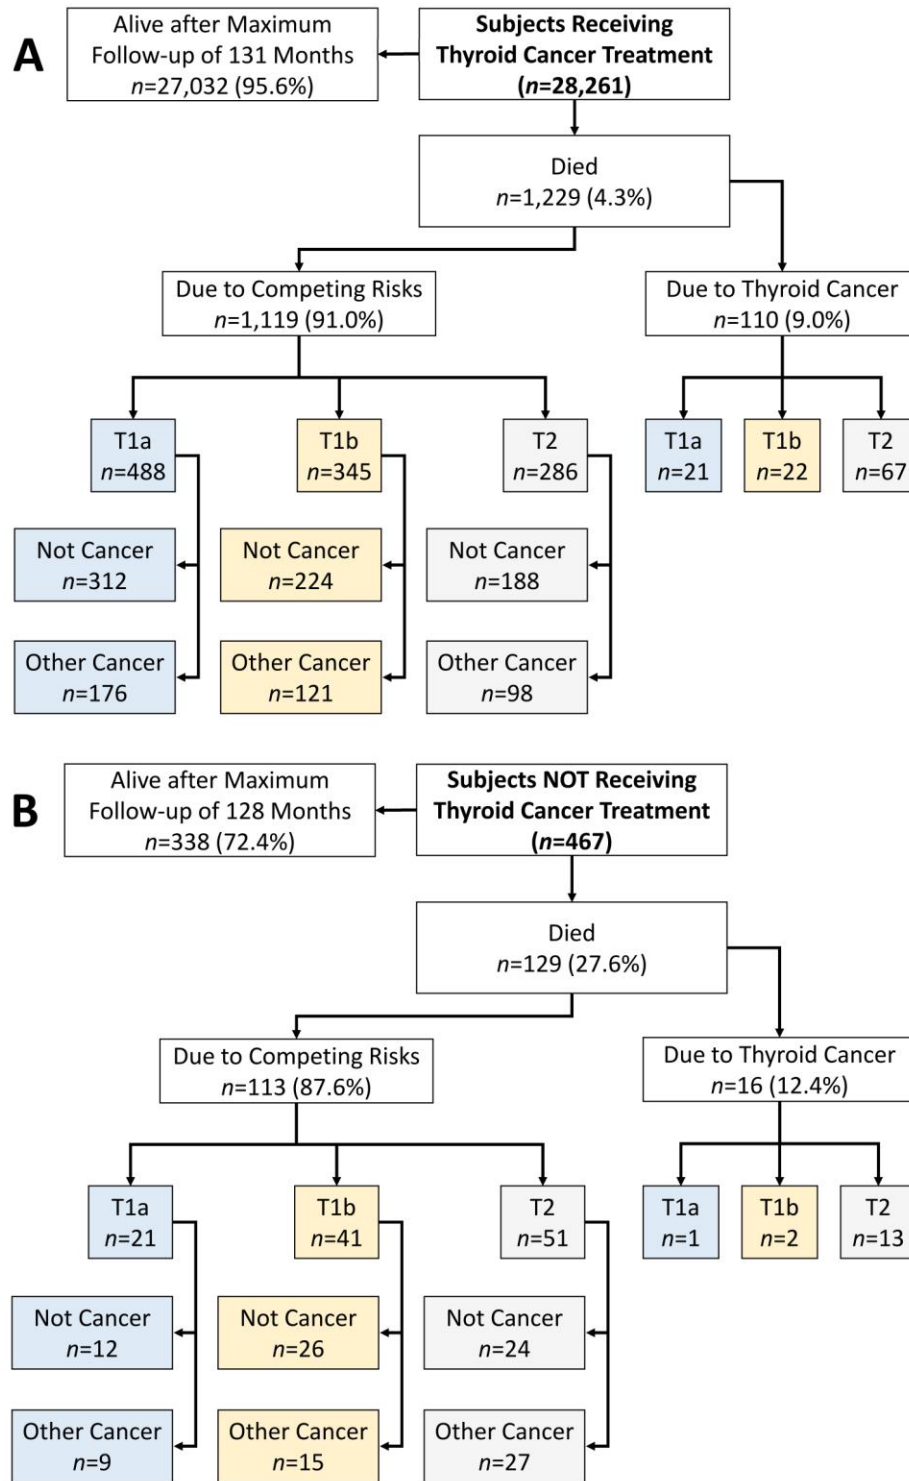 A
Alive after Maximum
Follow-up of 131 Months
n=27,032 (95.6%)
Subjects Receiving
Thyroid Cancer Treatment
(n=28,261)
Died
n=1,229 (4.3%)
Due to Competing Risks
n=1,119 (91.0%)
Due to Thyroid Cancer
n=110 (9.0%)
T1a
n=488
T1b
n=345
T2
n=286
T1a
n=21
T1b
n=22
T2
n=67
Not Cancer
n=312
Not Cancer
n=224
Not Cancer
n=188
Other Cancer
n=176
Other Cancer
n=121
Other Cancer
n=98
B
Alive after Maximum
Follow-up of 128 Months
n=338 (72.4%)
Subjects NOT Receiving
Thyroid Cancer Treatment
(n=467)
Died
n=129 (27.6%)
Due to Competing Risks
n=113 (87.6%)
Due to Thyroid Cancer
n=16 (12.4%)
T1a
n=21
T1b
n=41
T2
n=51
T1a
n=1
T1b
n=2
T2
n=13
Not Cancer
n=12
Not Cancer
n=26
Not Cancer
n=24
Other Cancer
n=9
Other Cancer
n=15
Other Cancer
n=27